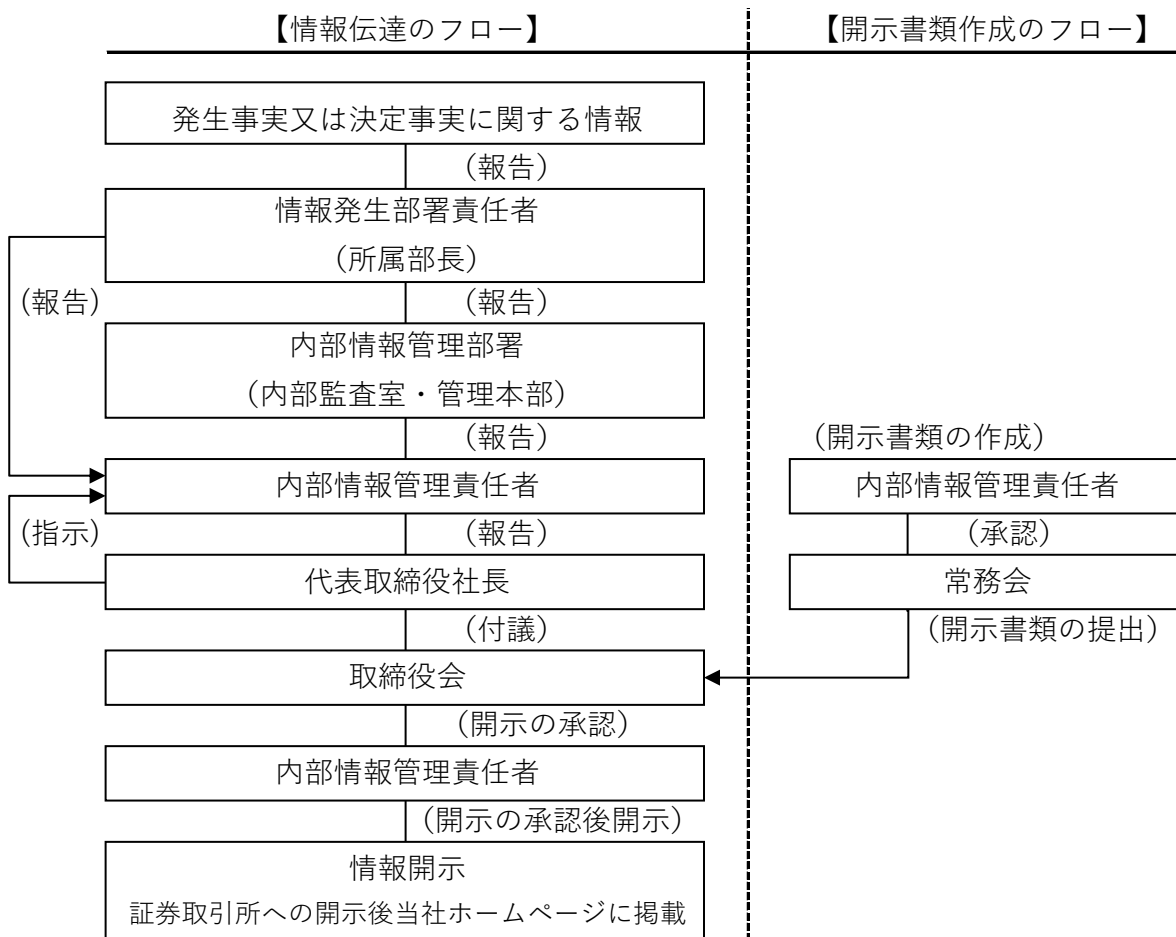 【情報伝達のフロー】
【開示書類作成のフロー】
発生事実又は決定事実に関する情報
（報告）
情報発生部署責任者
（所属部長）
（報告）
（報告）
内部情報管理部署
（内部監査室・管理本部）
（報告）
内部情報管理責任者
（指示）
（報告）
代表取締役社長
（付議）
取締役会
（開示の承認）
内部情報管理責任者
（開示の承認後開示）
情報開示
証券取引所への開示後当社ホームページに掲載
（開示書類の作成）
内部情報管理責任者
（承認）
常務会
（開示書類の提出）